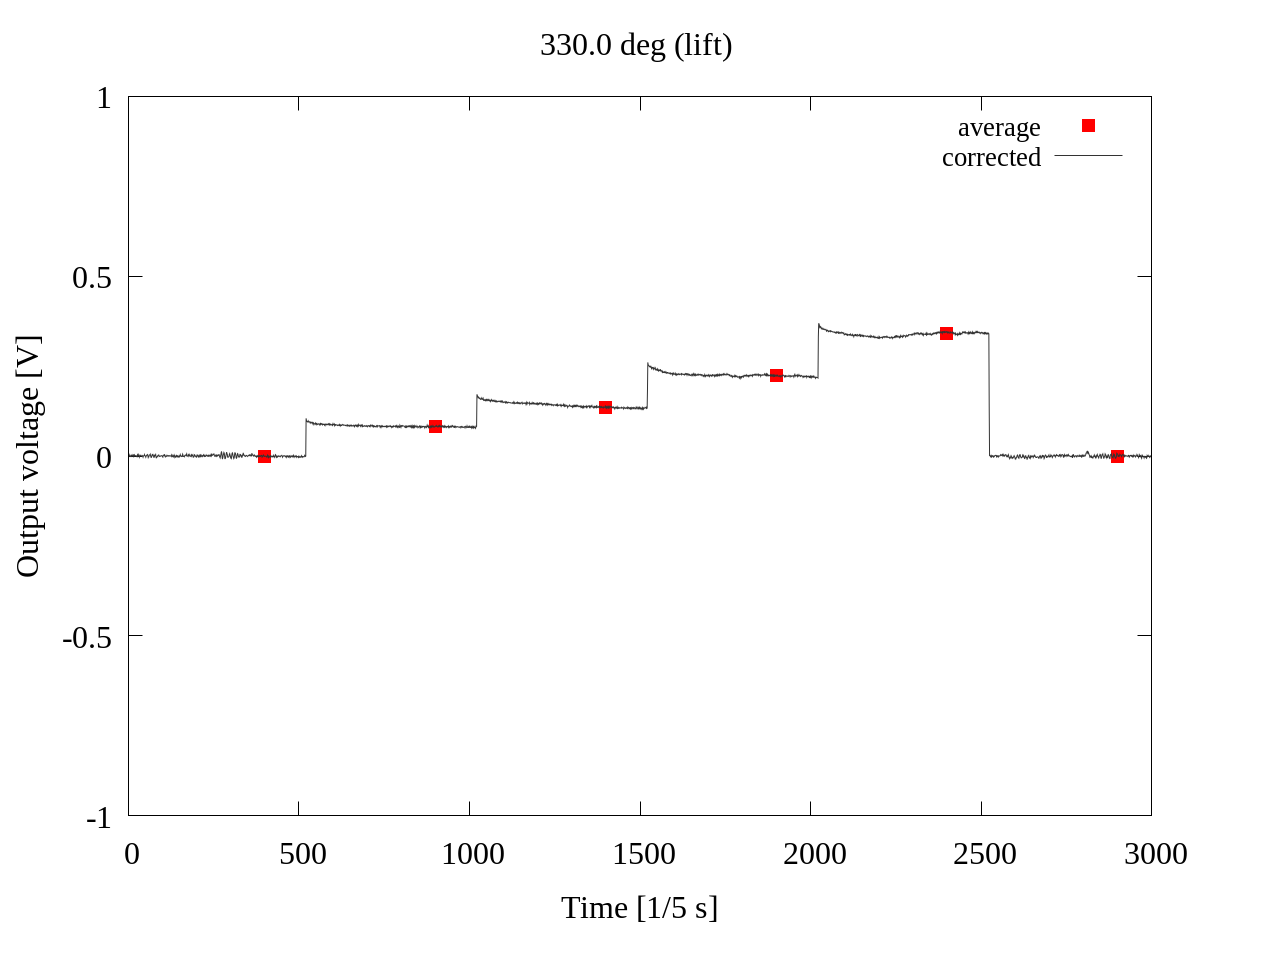 330.0 deg (lift)
average
corrected
1
0.5
0
-0.5
-1
Output voltage [V]
0 500 1000 1500 2000 2500 3000
Time [1/5 s]